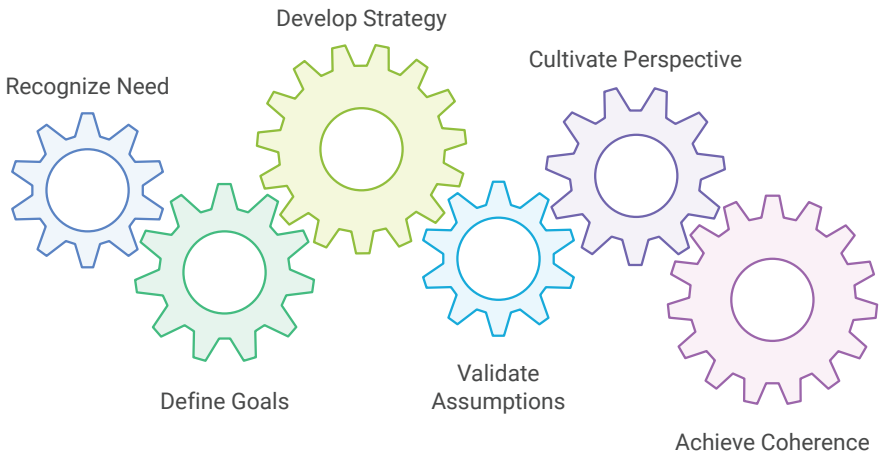 Recognize Need
Define Goals
Develop Strategy
Validate
Assumptions
Cultivate Perspective
Achieve Coherence